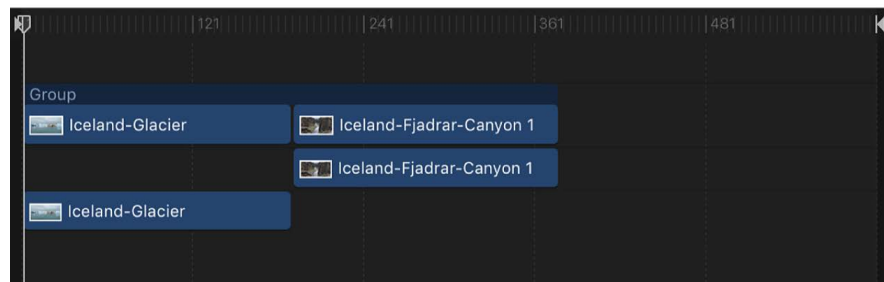 121 241 361 481
Group
Iceland-Glacier Iceland-Fjadrar-Canyon 1
Iceland-Fjadrar-Canyon 1
Iceland-Glacier